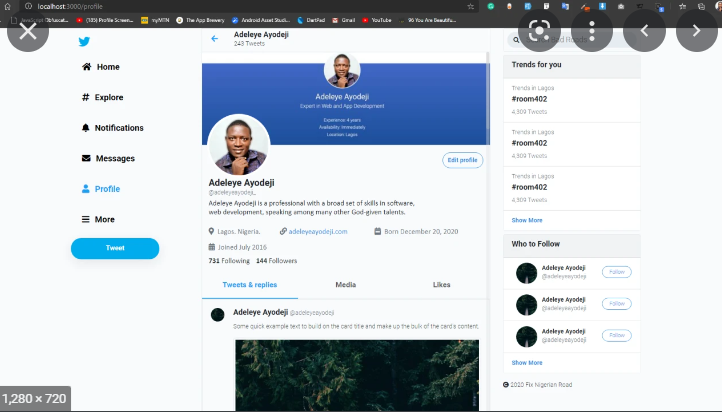 localhost:3000/profile
(185) Profile Screen...
myMTN
The App Brewery
Android Asset Studi...
DartPad
Gmail
YouTube
96 You Are Beautifu...
Home
Explore
Notifications
Messages
Profile
More
Tweet
Adeleye Ayodeji
243 Tweets
Adeleye Ayodeji
Expert in Web and App Development
Experience 4 years
Availability: Immediately
Location: Lagos
Edit profile
Adeleye Ayodeji
@adeleyeayodeji_
Adeleye Ayodeji is a professional with a broad set of skills in software,
web development, speaking among many other God-given talents.
Lagos, Nigeria.
adeleyeayodeji.com
Born December 20, 2020
Joined July 2016
731 Following 144 Followers
Tweets & replies
Media
Likes
Adeleye Ayodeji @adeleyeayodeji
Some quick example text to build on the card title and make up the bulk of the card's content.
Trends for you
Trends in Lagos
#room402
4,309 Tweets
Trends in Lagos
#room402
4,309 Tweets
Trends in Lagos
#room402
4,309 Tweets
Show More
Who to Follow
Adeleye Ayodeji
@adeleyeayodeji
Follow
Adeleye Ayodeji
@adeleyeayodeji
Follow
Adeleye Ayodeji
@adeleyeayodeji
Follow
Show More
© 2020 Fix Nigerian Road
1,280 × 720